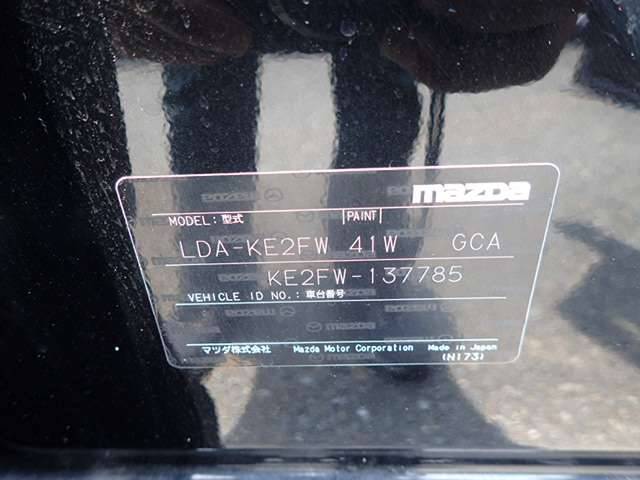 mazda
MODEL:型式 PAINT
LDA-KE2FW 41W GCA
KE2FW-137785
VEHICLE ID NO.:車台番号
マツダ株式会社 Mazda Motor Corporation Made in Japan
(N173)